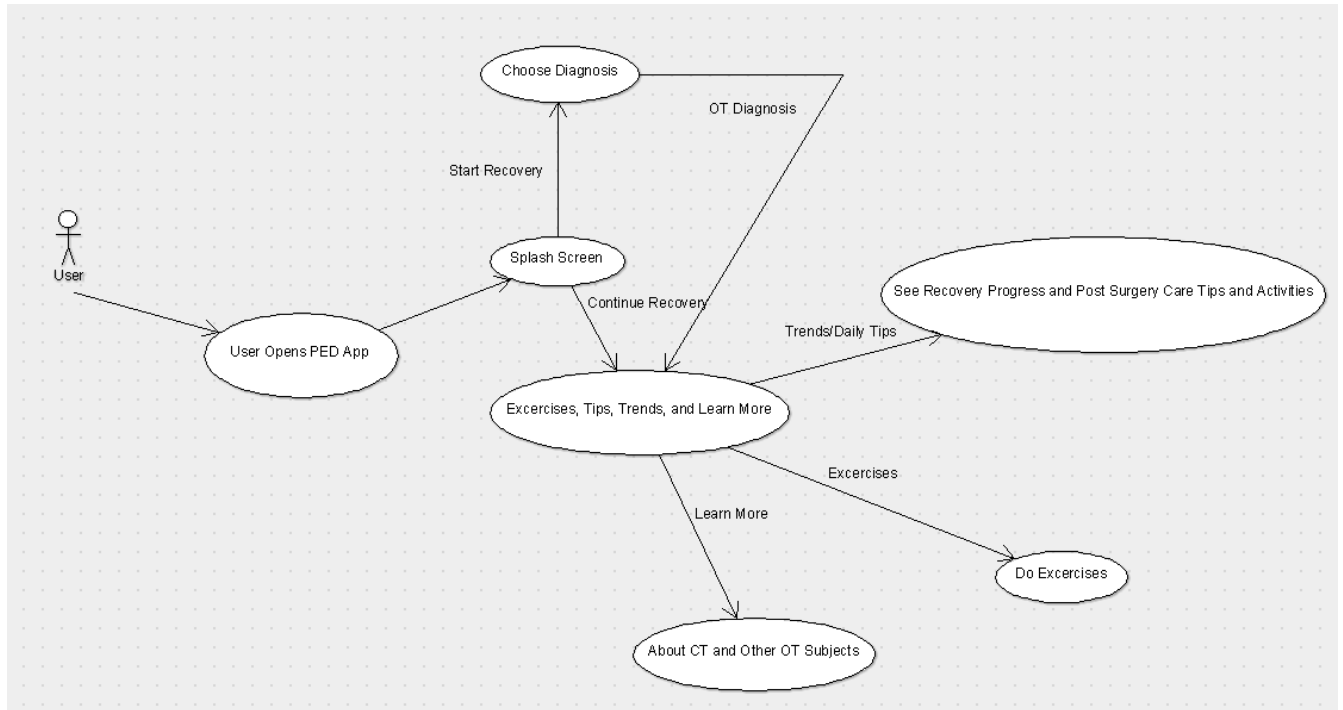 Choose Diagnosis
OT Diagnosis
Start Recovery
User
Splash Screen
Continue Recovery
See Recovery Progress and Post Surgery Care Tips and Activities
Trends/Daily Tips
User Opens PED App
Excercises, Tips, Trends, and Learn More
Excercises
Learn More
Do Excercises
About CT and Other OT Subjects